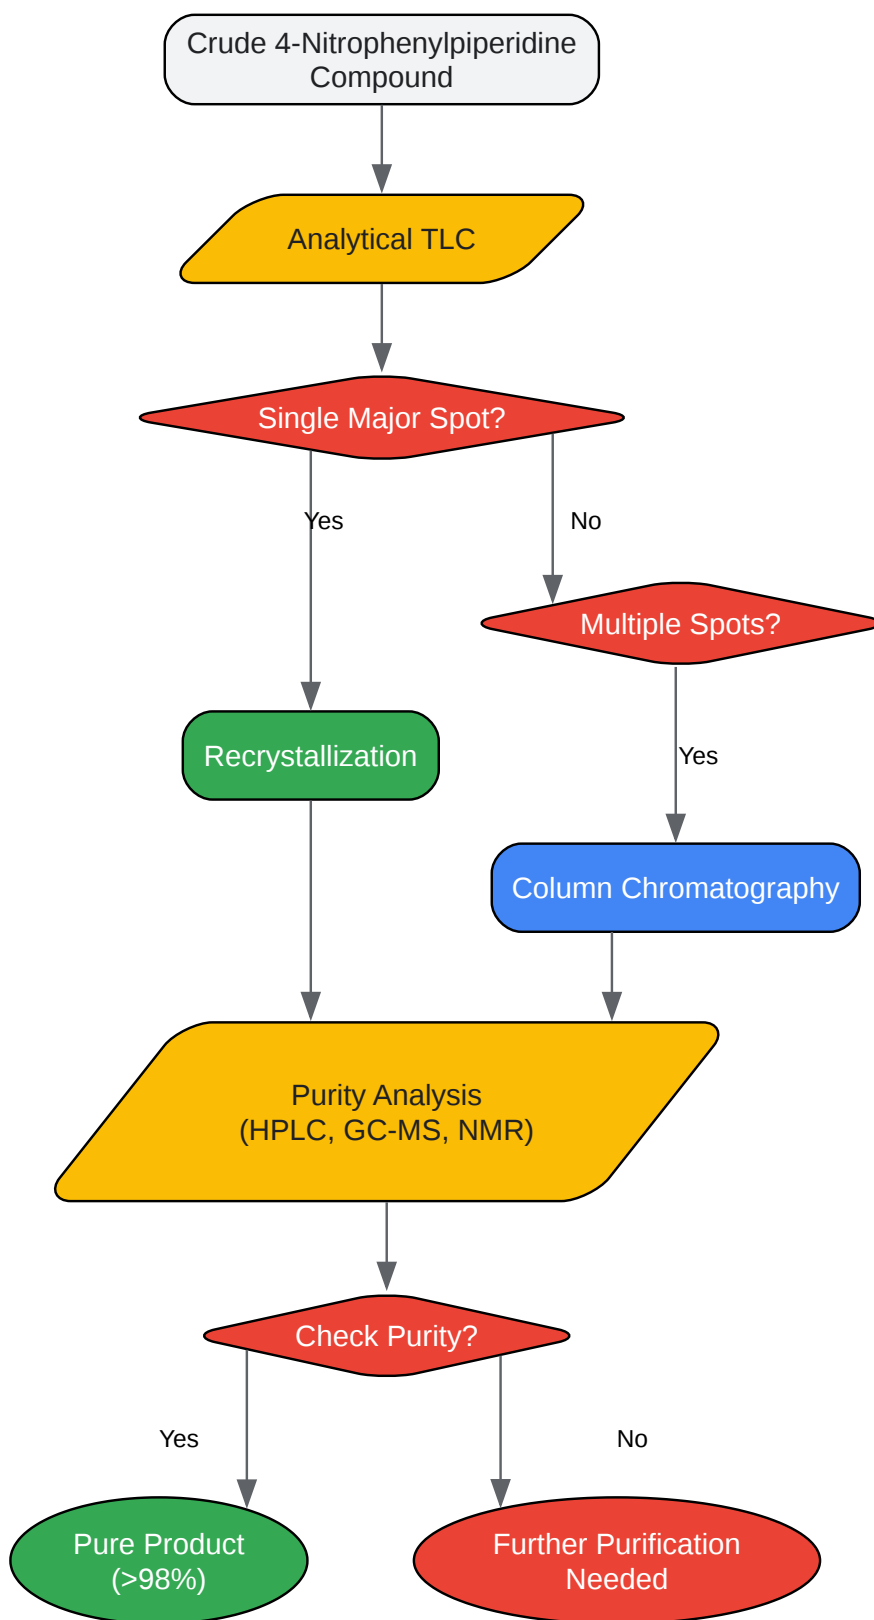 Crude 4-Nitrophenylpiperidine
Compound
Analytical TLC
Single Major Spot?
Yes
No
Multiple Spots?
Recrystallization
Yes
Column Chromatography
Purity Analysis
(HPLC, GC-MS, NMR)
Check Purity?
Yes
No
Pure Product
(>98%)
Further Purification
Needed